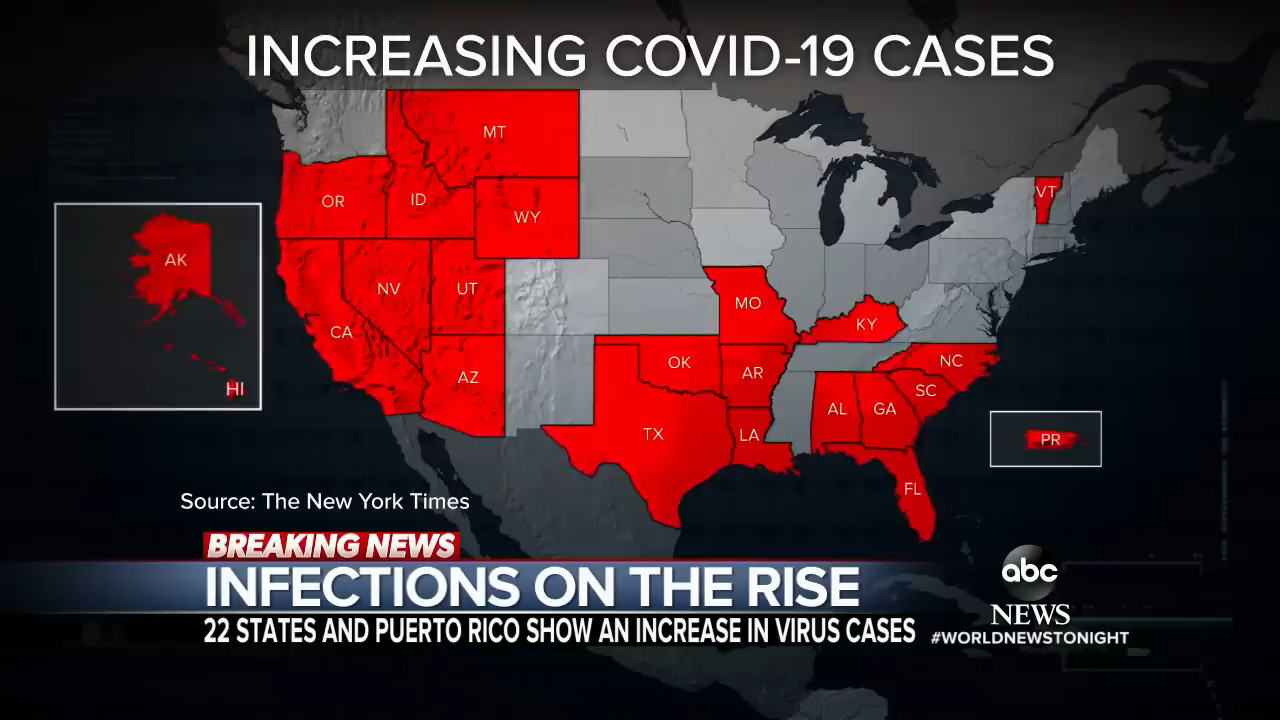 INCREASING COVID-19 CASES
MT
OR
ID
WY
VT
AK
NV
UT
MO
KY
CA
HI
AZ
OK
AR
NC
SC
AL
GA
TX
LA
PR
FL
Source: The New York Times
BREAKING NEWS
INFECTIONS ON THE RISE
22 STATES AND PUERTO RICO SHOW AN INCREASE IN VIRUS CASES
abc
NEWS
#WORLDNEWSTONIGHT